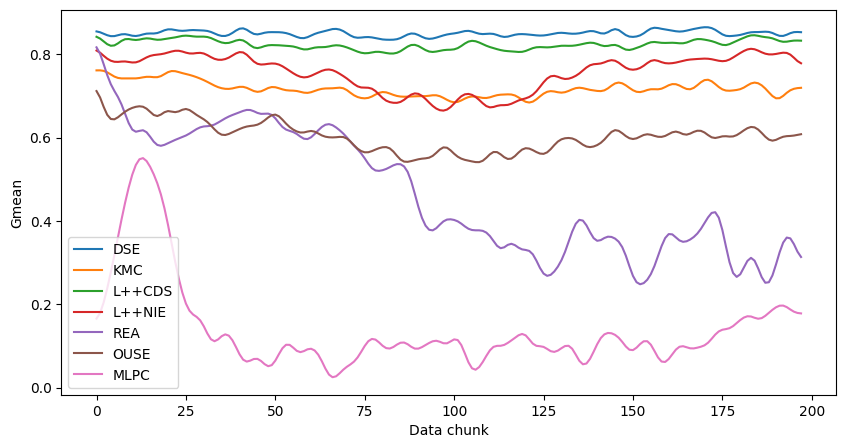 Gmean
0.8
0.6
0.4
0.2
0.0
DSE
KMC
L++CDS
L++NIE
REA
OUSE
MLPC
0 25 50 75 100 125 150 175 200
Data chunk